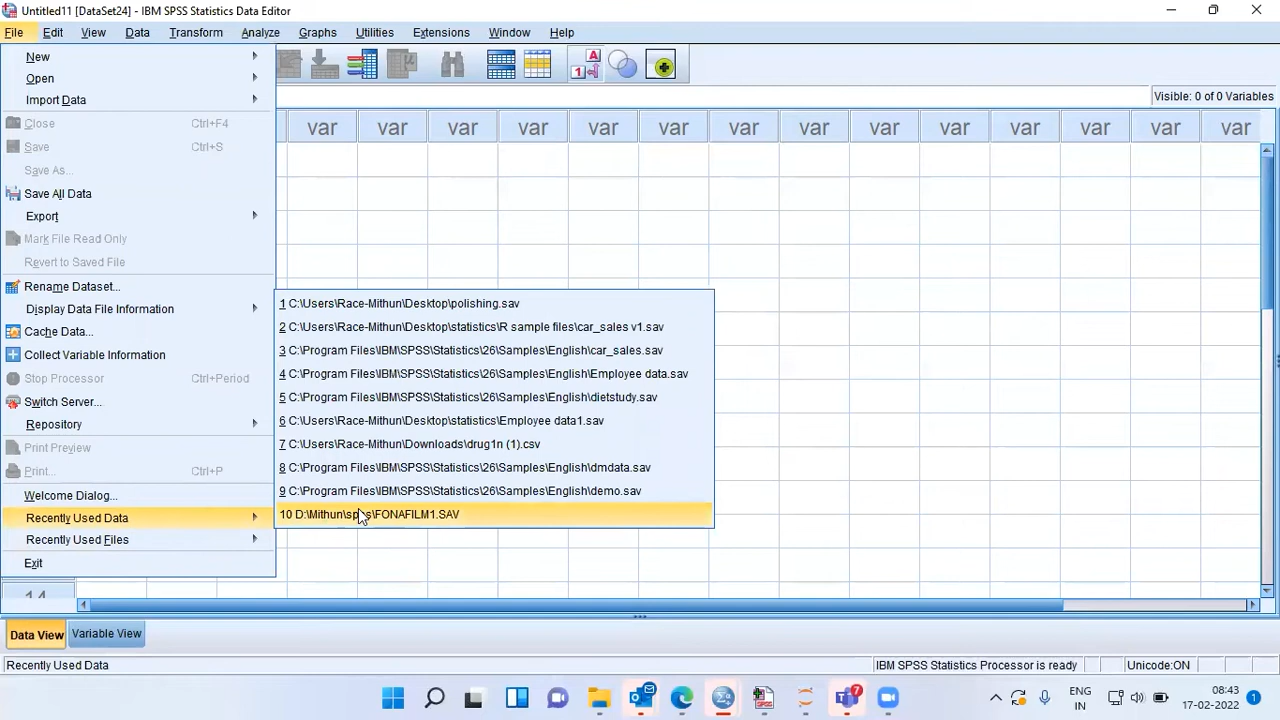 Untitled11 [DataSet24] - IBM SPSS Statistics Data Editor
File Edit View Data Transform Analyze Graphs Utilities Extensions Window Help
New
Open
Import Data
Close Ctrl+F4
Save Ctrl+S
Save As...
Save All Data
Export
Mark File Read Only
Revert to Saved File
Rename Dataset...
Display Data File Information
Cache Data...
Collect Variable Information
Stop Processor Ctrl+Period
Switch Server...
Repository
Print Preview
Print... Ctrl+P
Welcome Dialog...
Recently Used Data
Recently Used Files
Exit
A
1
Visible: 0 of 0 Variables
var var var var var var var var var var var var var var
1 C:\Users\Race-Mithun\Desktop\polishing.sav
2 C:\Users\Race-Mithun\Desktop\statistics\R sample files\car_sales v1.sav
3 C:\Program Files\IBM\SPSS\Statistics\26\Samples\English\car_sales.sav
4 C:\Program Files\IBM\SPSS\Statistics\26\Samples\English\Employee data.sav
5 C:\Program Files\IBM\SPSS\Statistics\26\Samples\English\dietstudy.sav
6 C:\Users\Race-Mithun\Desktop\statistics\Employee data1.sav
7 C:\Users\Race-Mithun\Downloads\drug1n (1).csv
8 C:\Program Files\IBM\SPSS\Statistics\26\Samples\English\dmdata.sav
9 C:\Program Files\IBM\SPSS\Statistics\26\Samples\English\demo.sav
10 D:\Mithun\spss\FONAFILM1.SAV
14
Data View Variable View
Recently Used Data IBM SPSS Statistics Processor is ready Unicode:ON
7
ENG
IN
08:43
17-02-2022
1